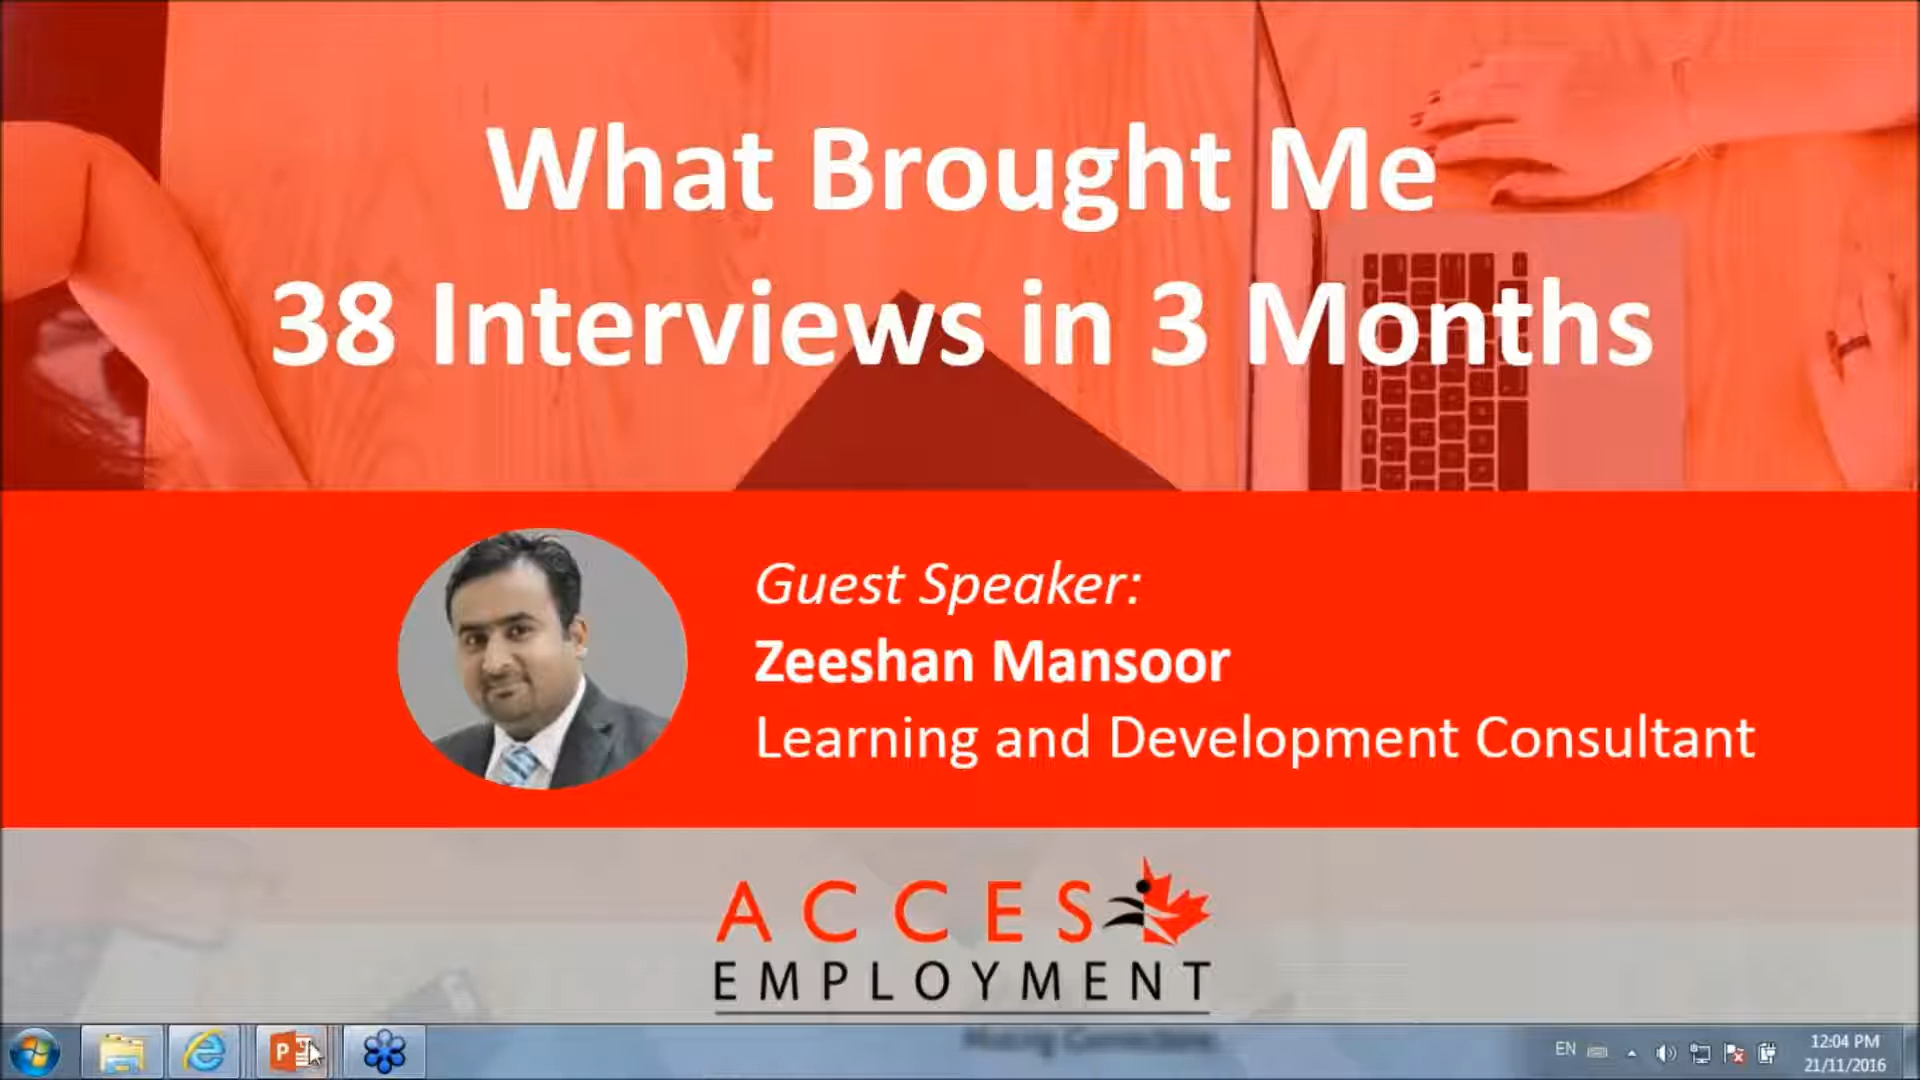 What Brought Me
38 Interviews in 3 Months
Guest Speaker:
Zeeshan Mansoor
Learning and Development Consultant
ACCES
EMPLOYMENT
P
EN
12:04 PM
21/11/2016